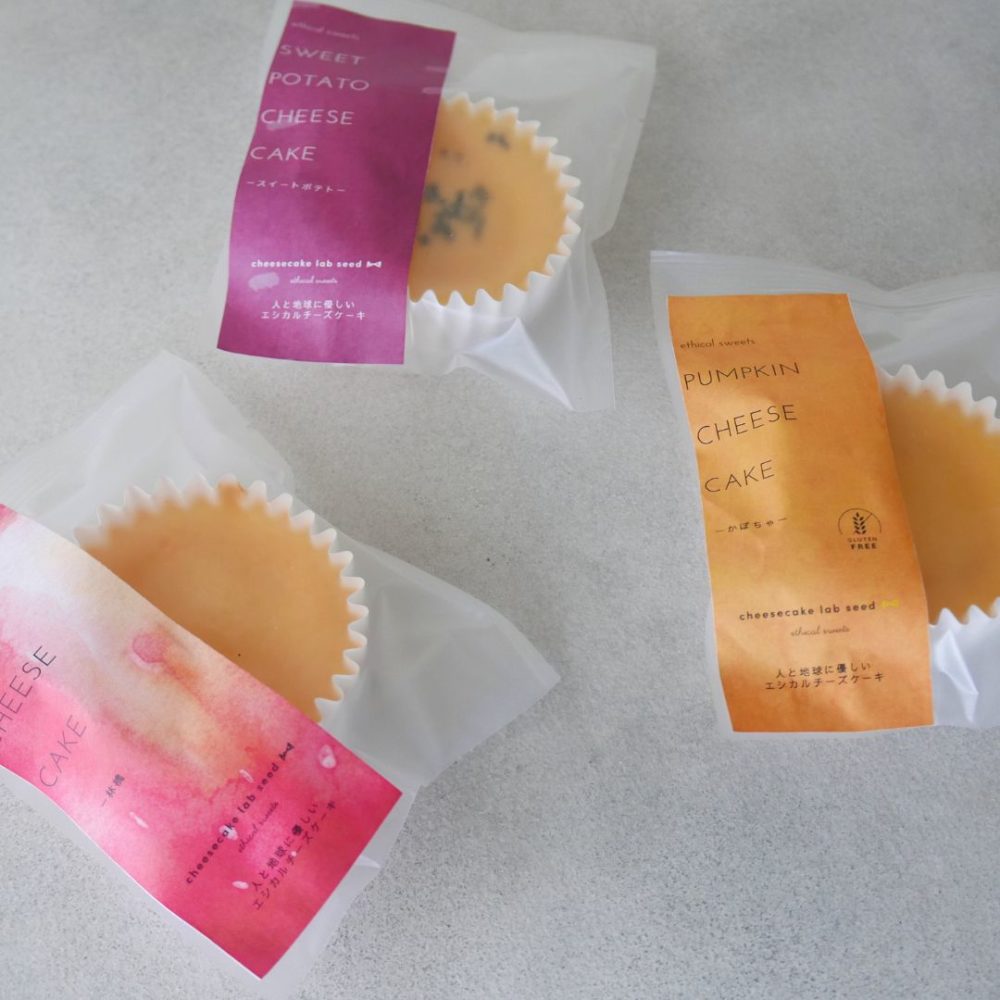 ethical sweets
SWEET
POTATO
CHEESE
CAKE
ースイートポテトー
cheesecake lab seed
ethical sweets
人と地球に優しい
エシカルチーズケーキ
ethical sweets
PUMPKIN
CHEESE
CAKE
ーかぼちゃー
GLUTEN
FREE
cheesecake lab seed
ethical sweets
人と地球に優しい
エシカルチーズケーキ
CHEESE
CAKE
ー林檎
cheesecake lab seed
ethical sweets
人と地球に優しい
エシカルチーズケーキ